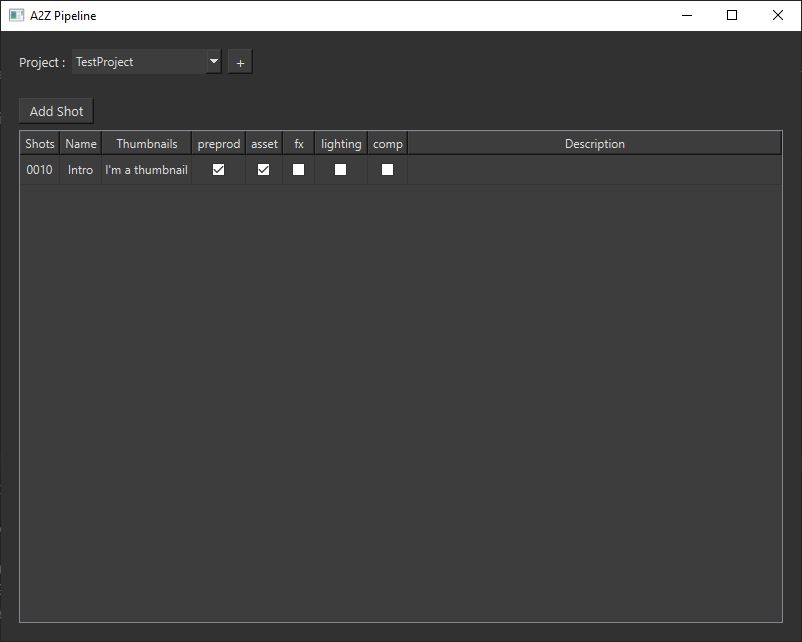 A2Z Pipeline
Project : TestProject +
Add Shot
Shots Name Thumbnails preprod asset fx lighting comp Description
0010 Intro I'm a thumbnail